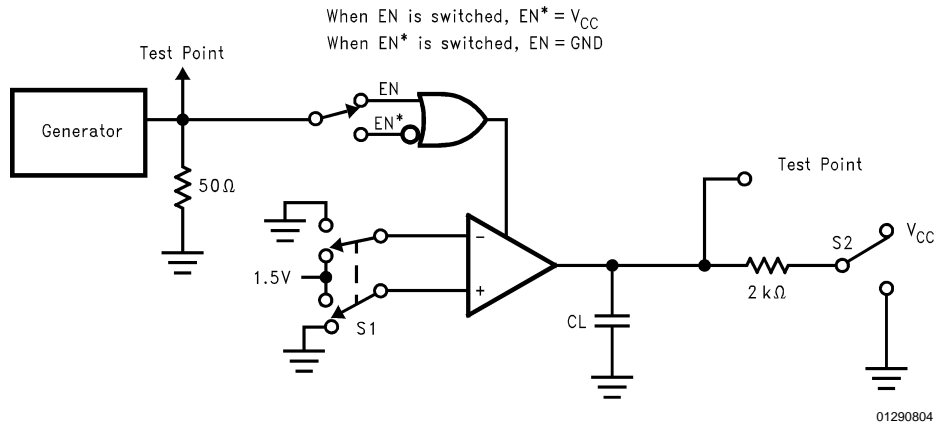 When EN is switched, EN* = VCC
When EN* is switched, EN = GND
Test Point
Generator
EN
EN*
50Ω
Test Point
1.5V
S1
−
+
CL
2 kΩ
S2
VCC
01290804